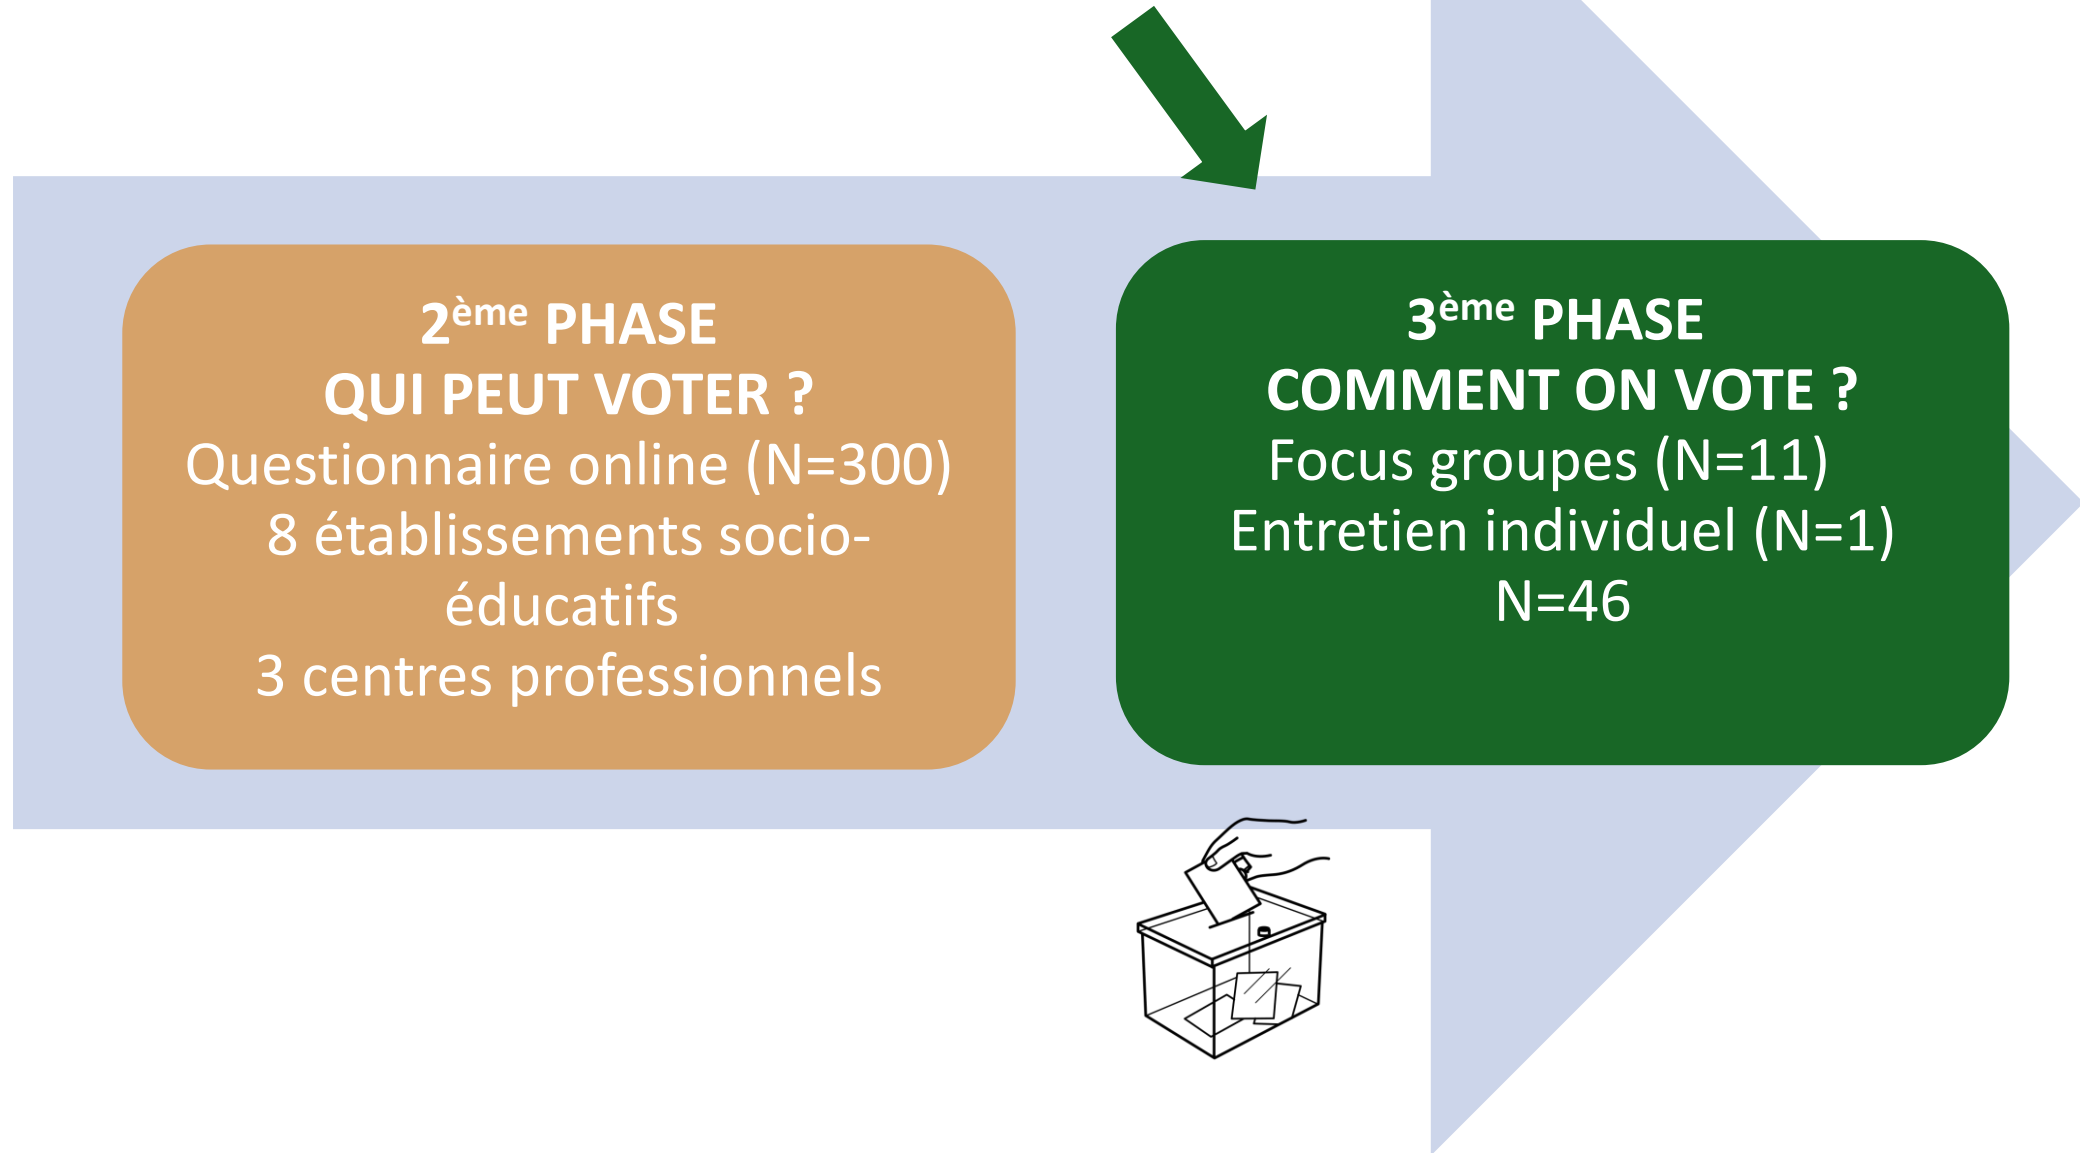 2ème PHASE
QUI PEUT VOTER ?
Questionnaire online (N=300)
8 établissements socio-
éducatifs
3 centres professionnels
3ème PHASE
COMMENT ON VOTE ?
Focus groupes (N=11)
Entretien individuel (N=1)
N=46